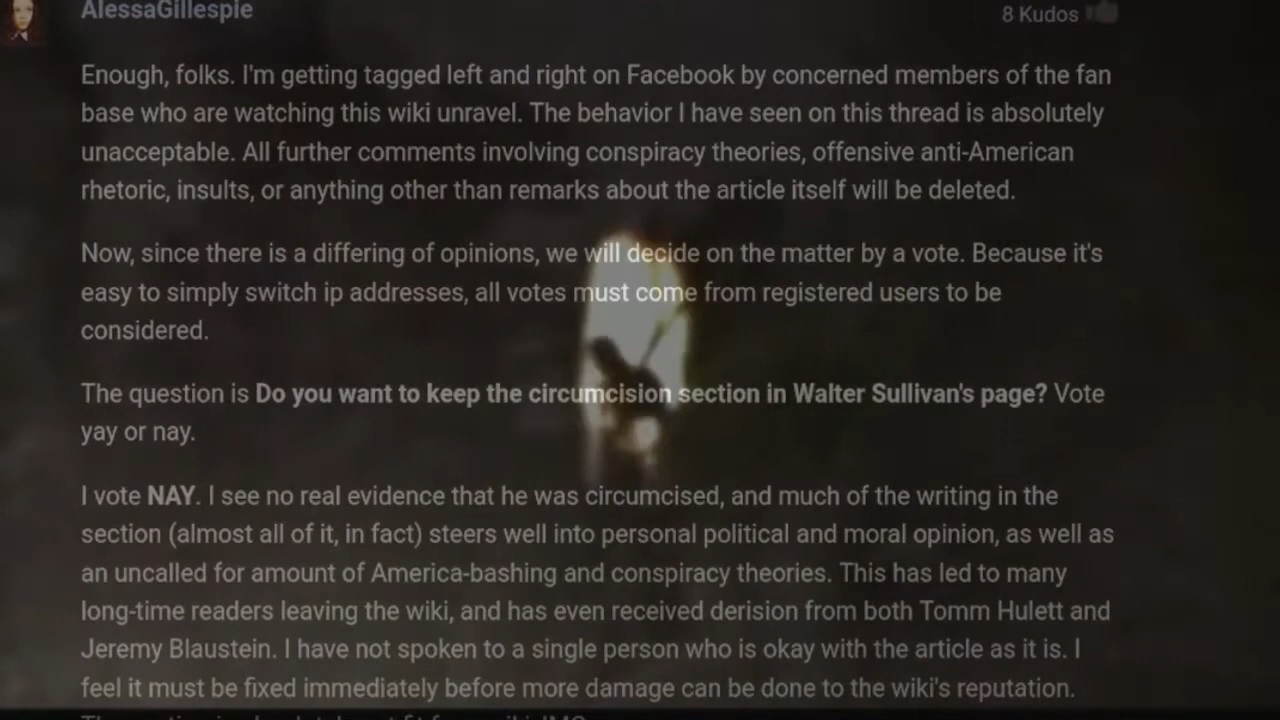 AlessaGillespie
8 Kudos
Enough, folks. I'm getting tagged left and right on Facebook by concerned members of the fan
base who are watching this wiki unravel. The behavior I have seen on this thread is absolutely
unacceptable. All further comments involving conspiracy theories, offensive anti-American
rhetoric, insults, or anything other than remarks about the article itself will be deleted.
Now, since there is a differing of opinions, we will decide on the matter by a vote. Because it's
easy to simply switch ip addresses, all votes must come from registered users to be
considered.
The question is Do you want to keep the circumcision section in Walter Sullivan's page? Vote
yay or nay.
I vote NAY. I see no real evidence that he was circumcised, and much of the writing in the
section (almost all of it, in fact) steers well into personal political and moral opinion, as well as
an uncalled for amount of America-bashing and conspiracy theories. This has led to many
long-time readers leaving the wiki, and has even received derision from both Tomm Hulett and
Jeremy Blaustein. I have not spoken to a single person who is okay with the article as it is. I
feel it must be fixed immediately before more damage can be done to the wiki's reputation.